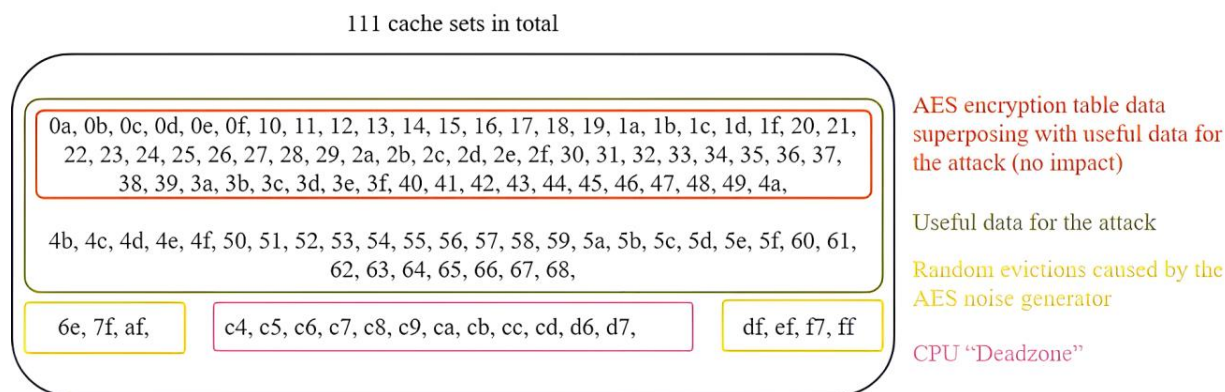 111 cache sets in total
0a, 0b, 0c, 0d, 0e, 0f, 10, 11, 12, 13, 14, 15, 16, 17, 18, 19, 1a, 1b, 1c, 1d, 1f, 20, 21,
22, 23, 24, 25, 26, 27, 28, 29, 2a, 2b, 2c, 2d, 2e, 2f, 30, 31, 32, 33, 34, 35, 36, 37,
38, 39, 3a, 3b, 3c, 3d, 3e, 3f, 40, 41, 42, 43, 44, 45, 46, 47, 48, 49, 4a,
4b, 4c, 4d, 4e, 4f, 50, 51, 52, 53, 54, 55, 56, 57, 58, 59, 5a, 5b, 5c, 5d, 5e, 5f, 60, 61,
62, 63, 64, 65, 66, 67, 68,
6e, 7f, af,
c4, c5, c6, c7, c8, c9, ca, cb, cc, cd, d6, d7,
df, ef, f7, ff
AES encryption table data
superposing with useful data for
the attack (no impact)
Useful data for the attack
Random evictions caused by the
AES noise generator
CPU “Deadzone”